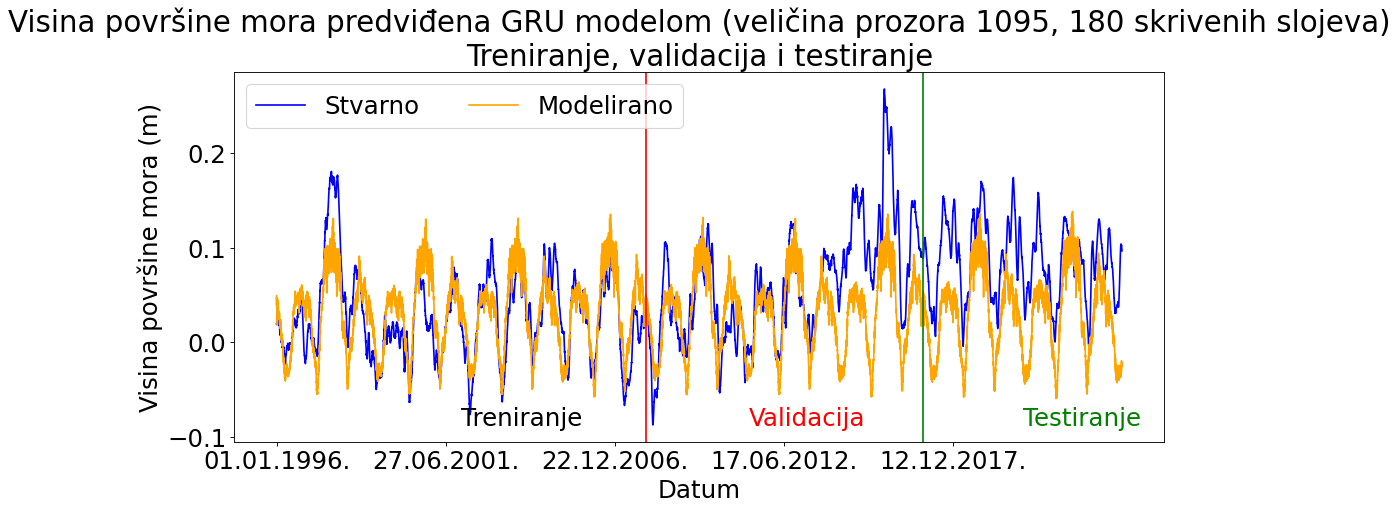 Visina površine mora predviđena GRU modelom (veličina prozora 1095, 180 skrivenih slojeva)
Treniranje, validacija i testiranje
Stvarno
Modelirano
Visina površine mora (m)
0.2
0.1
0.0
−0.1
Treniranje
Validacija
Testiranje
01.01.1996.
27.06.2001.
22.12.2006.
17.06.2012.
12.12.2017.
Datum